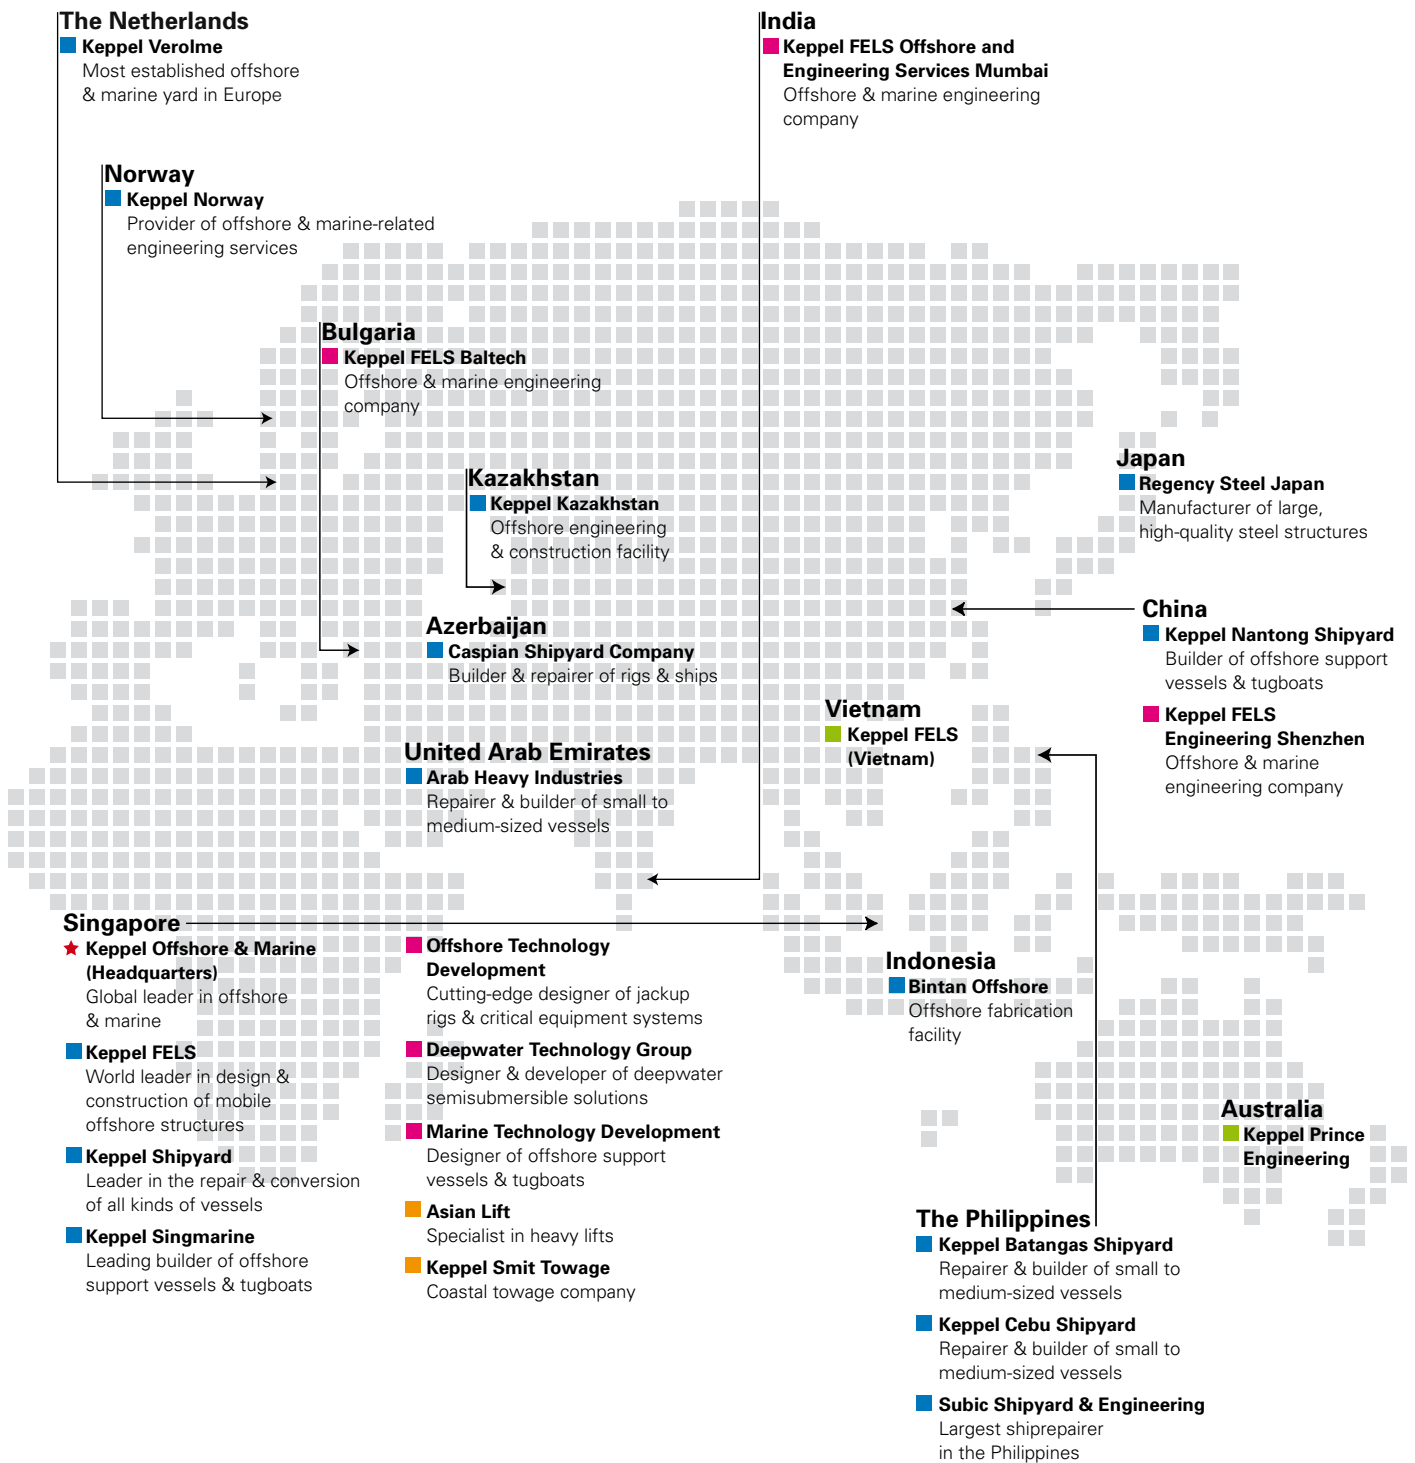 The Netherlands
Keppel Verolme
Most established offshore
& marine yard in Europe
India
Keppel FELS Offshore and
Engineering Services Mumbai
Offshore & marine engineering
company
Norway
Keppel Norway
Provider of offshore & marine-related
engineering services
Bulgaria
Keppel FELS Baltech
Offshore & marine engineering
company
Kazakhstan
Keppel Kazakhstan
Offshore engineering
& construction facility
Japan
Regency Steel Japan
Manufacturer of large,
high-quality steel structures
Azerbaijan
Caspian Shipyard Company
Builder & repairer of rigs & ships
China
Keppel Nantong Shipyard
Builder of offshore support
vessels & tugboats
Keppel FELS
Engineering Shenzhen
Offshore & marine
engineering company
Vietnam
Keppel FELS
(Vietnam)
United Arab Emirates
Arab Heavy Industries
Repairer & builder of small to
medium-sized vessels
Singapore
Keppel Offshore & Marine
(Headquarters)
Global leader in offshore
& marine
Keppel FELS
World leader in design &
construction of mobile
offshore structures
Keppel Shipyard
Leader in the repair & conversion
of all kinds of vessels
Keppel Singmarine
Leading builder of offshore
support vessels & tugboats
Offshore Technology
Development
Cutting-edge designer of jackup
rigs & critical equipment systems
Deepwater Technology Group
Designer & developer of deepwater
semisubmersible solutions
Marine Technology Development
Designer of offshore support
vessels & tugboats
Asian Lift
Specialist in heavy lifts
Keppel Smit Towage
Coastal towage company
Indonesia
Bintan Offshore
Offshore fabrication
facility
Australia
Keppel Prince
Engineering
The Philippines
Keppel Batangas Shipyard
Repairer & builder of small to
medium-sized vessels
Keppel Cebu Shipyard
Repairer & builder of small to
medium-sized vessels
Subic Shipyard & Engineering
Largest shiprepairer
in the Philippines